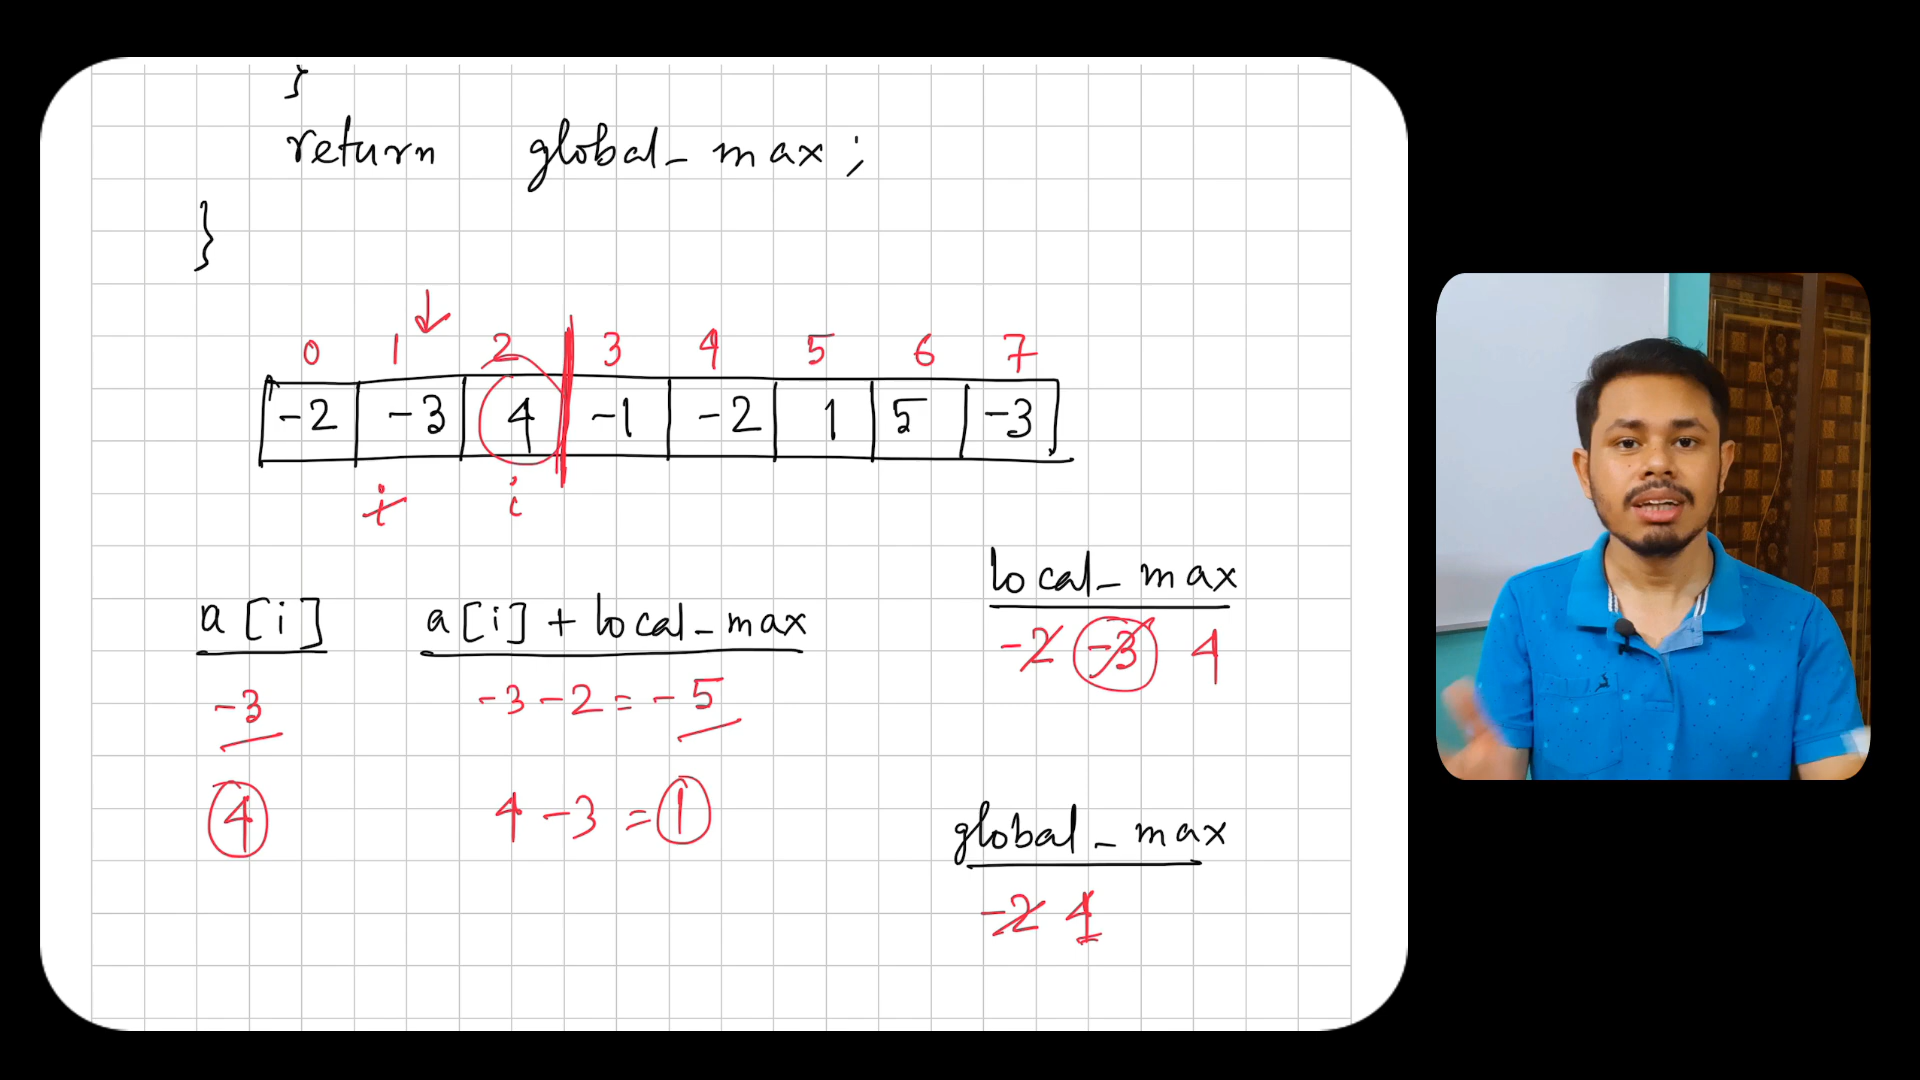 }
return global_max;
}
0 1 2 3 4 5 6 7
-2 -3 4 -1 -2 1 5 -3
i i
local_max
-2 -3 4
a[i] a[i] + local_max
-3 -3-2 = -5
4 4-3 = 1
global_max
-2 4